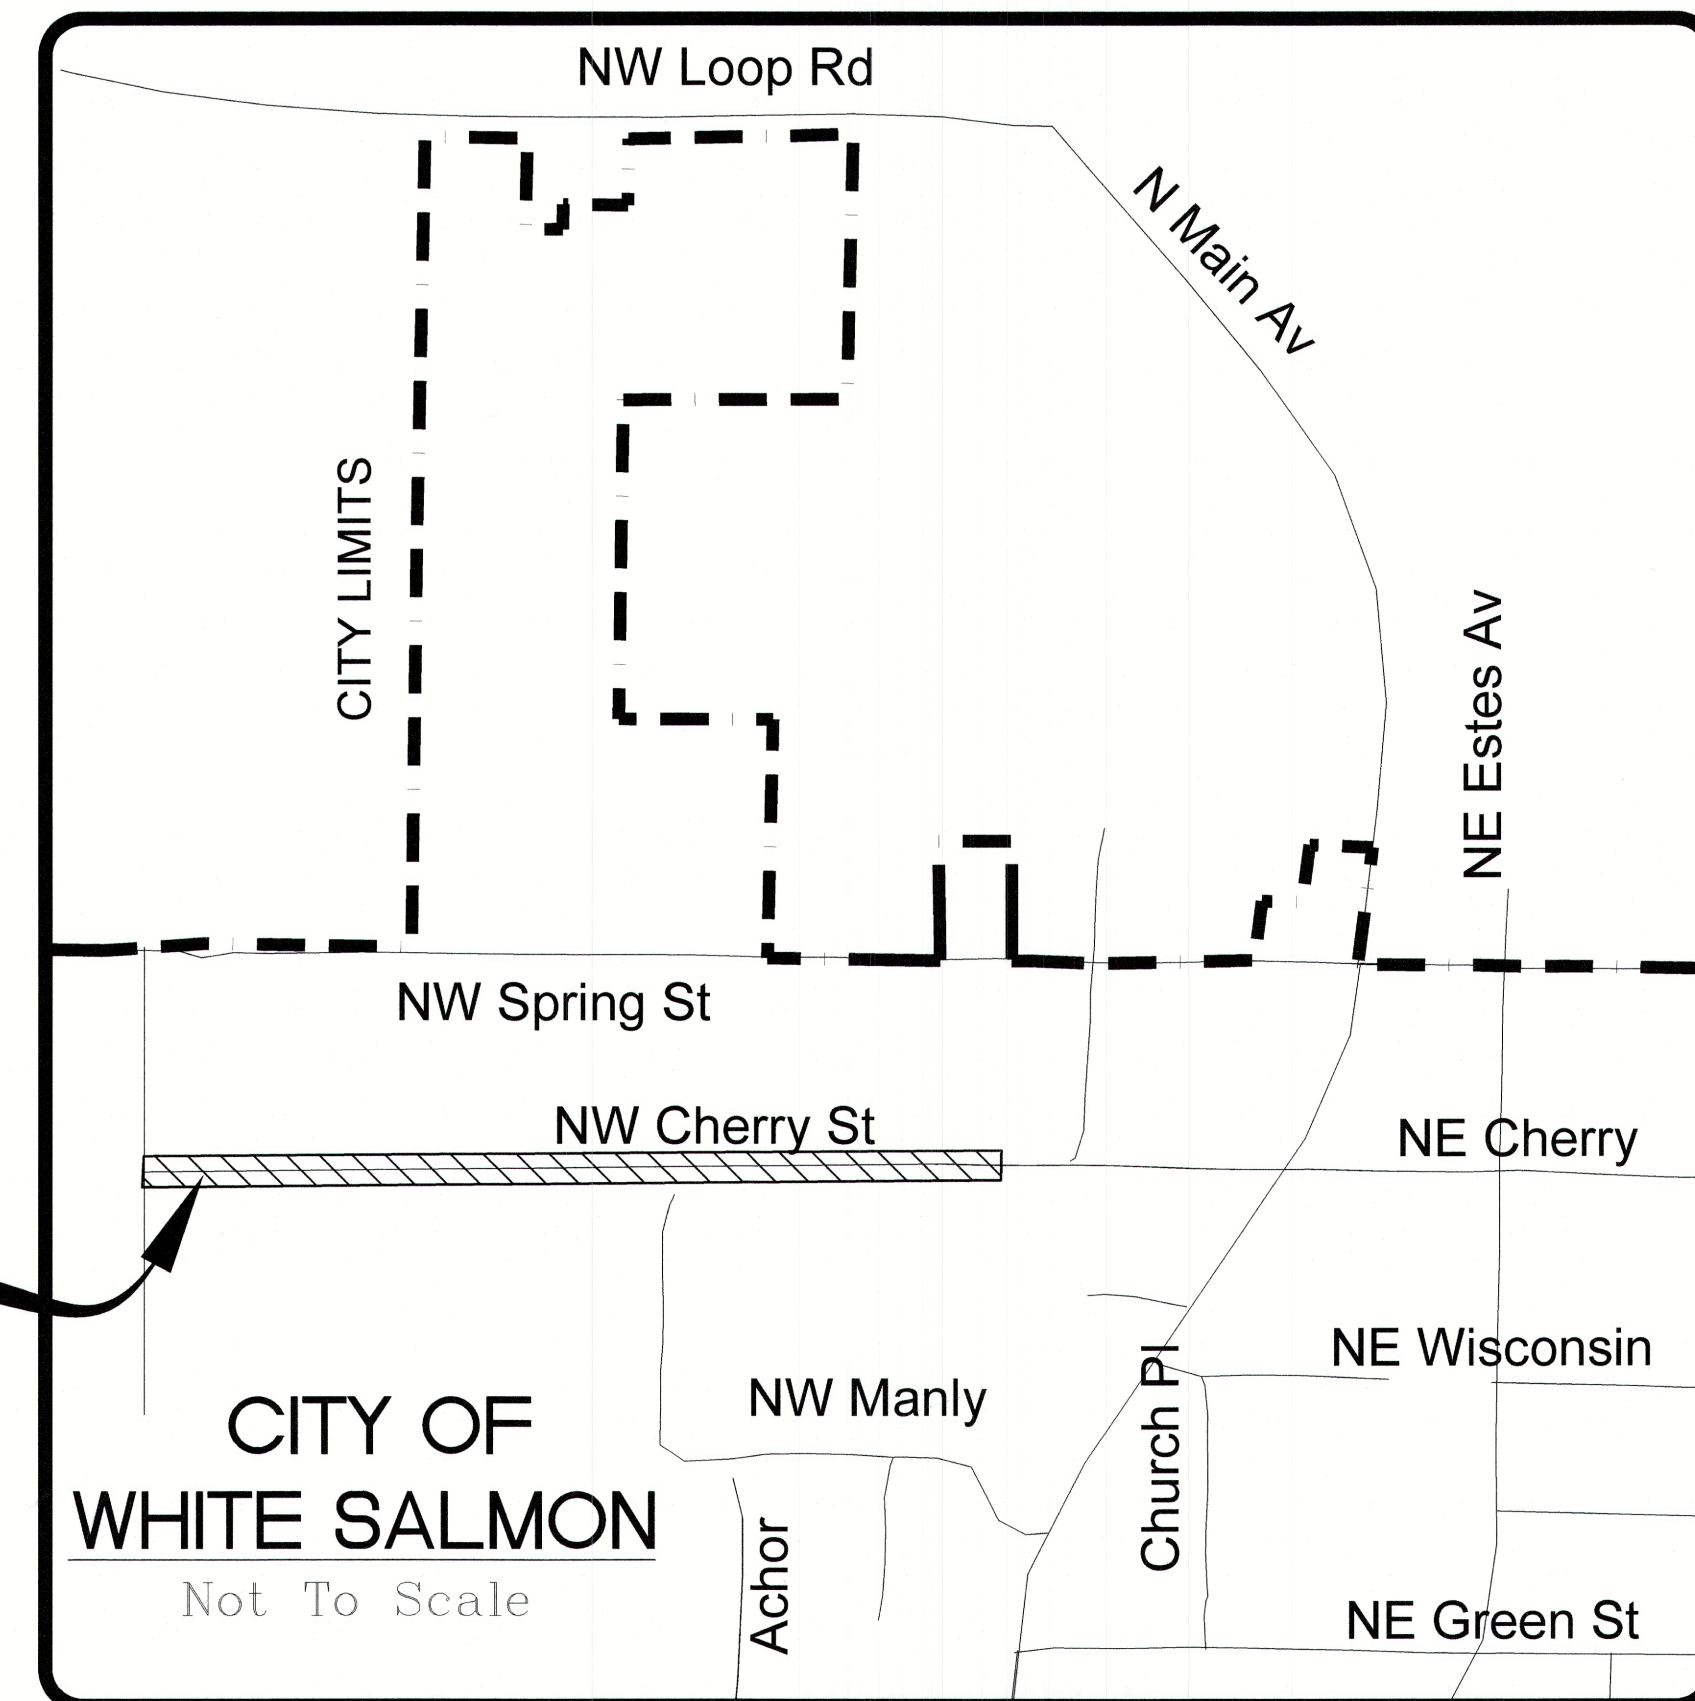 NW Loop Rd
N Main Av
CITY LIMITS
NE Estes Av
NW Spring St
NW Cherry St
NE Cherry
NE Wisconsin
NW Manly
Church Pl
CITY OF
WHITE SALMON
Not To Scale
Achor
NE Green St